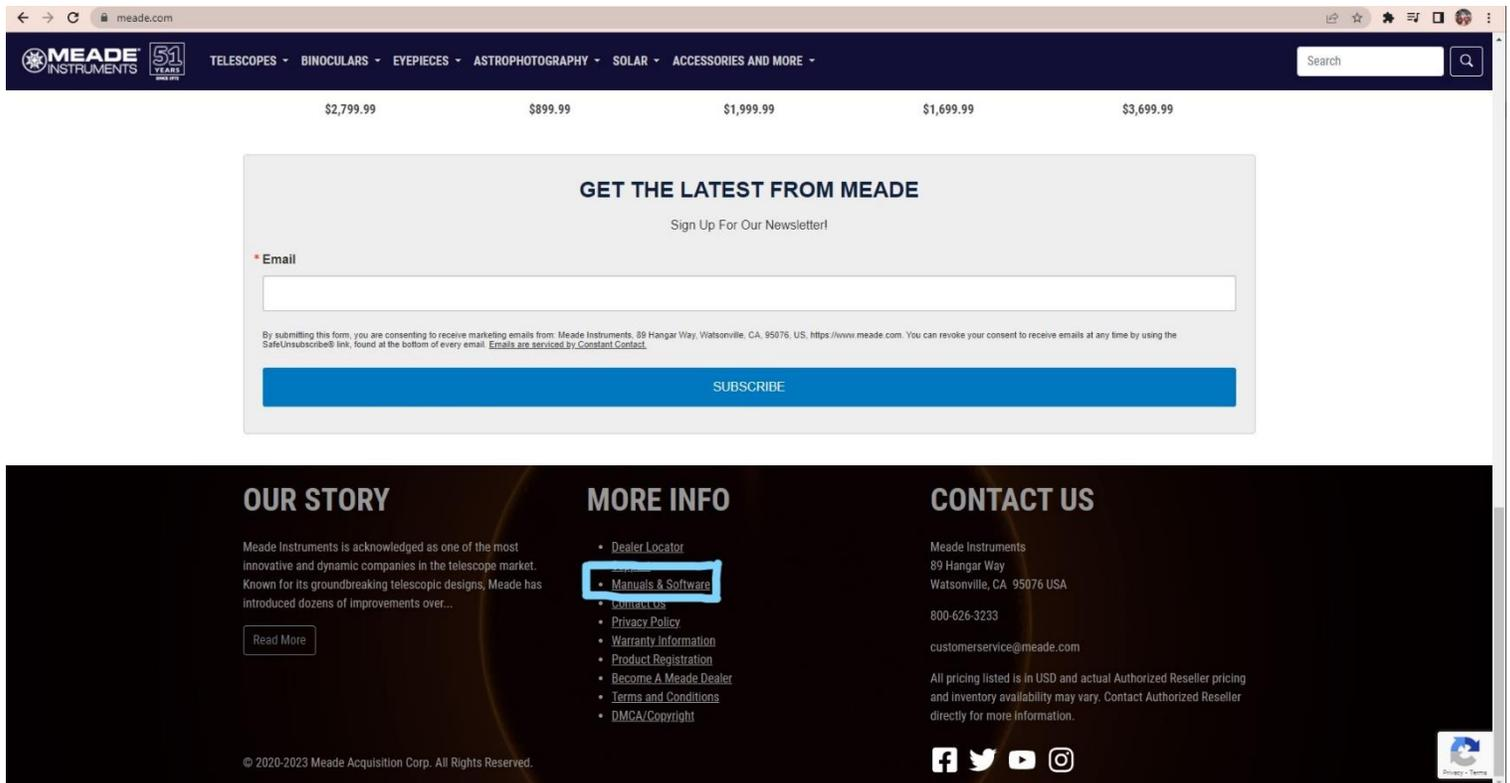 meade.com
MEADE
INSTRUMENTS
51
YEARS
TELESCOPES
BINOCULARS
EYEPIECES
ASTROPHOTOGRAPHY
SOLAR
ACCESSORIES AND MORE
Search
$2,799.99
$899.99
$1,999.99
$1,699.99
$3,699.99
GET THE LATEST FROM MEADE
Sign Up For Our Newsletter!
* Email
By submitting this form, you are consenting to receive marketing emails from: Meade Instruments, 89 Hangar Way, Watsonville, CA, 95076, US, https://www.meade.com. You can revoke your consent to receive emails at any time by using the
SafeUnsubscribe® link, found at the bottom of every email. Emails are serviced by Constant Contact.
SUBSCRIBE
OUR STORY
Meade Instruments is acknowledged as one of the most
innovative and dynamic companies in the telescope market.
Known for its groundbreaking telescopic designs, Meade has
introduced dozens of improvements over...
Read More
© 2020-2023 Meade Acquisition Corp. All Rights Reserved.
MORE INFO
• Dealer Locator
• Manuals & Software
• Contact Us
• Privacy Policy
• Warranty Information
• Product Registration
• Become A Meade Dealer
• Terms and Conditions
• DMCA/Copyright
CONTACT US
Meade Instruments
89 Hangar Way
Watsonville, CA 95076 USA
800-626-3233
customerservice@meade.com
All pricing listed is in USD and actual Authorized Reseller pricing
and inventory availability may vary. Contact Authorized Reseller
directly for more information.
Privacy - Terms